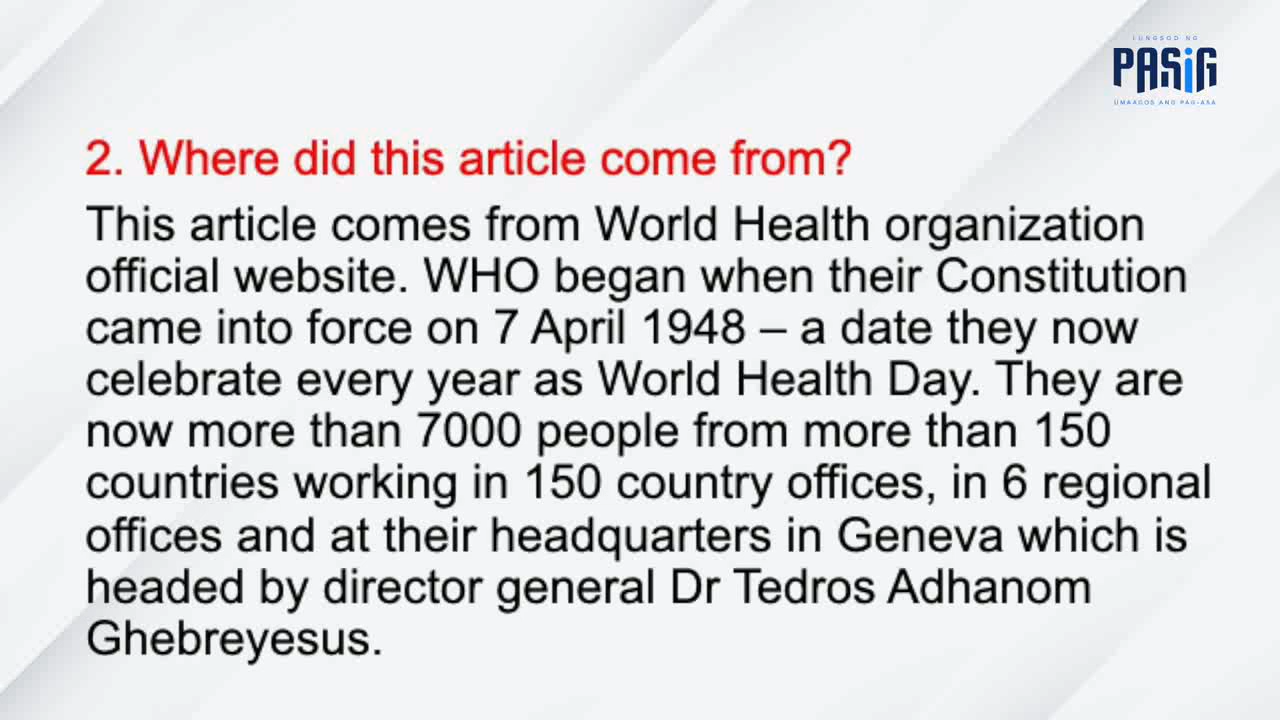 LUNGSOD NG
PASiG
UMAAGOS ANG PAG-ASA
2. Where did this article come from?
This article comes from World Health organization
official website. WHO began when their Constitution
came into force on 7 April 1948 – a date they now
celebrate every year as World Health Day. They are
now more than 7000 people from more than 150
countries working in 150 country offices, in 6 regional
offices and at their headquarters in Geneva which is
headed by director general Dr Tedros Adhanom
Ghebreyesus.